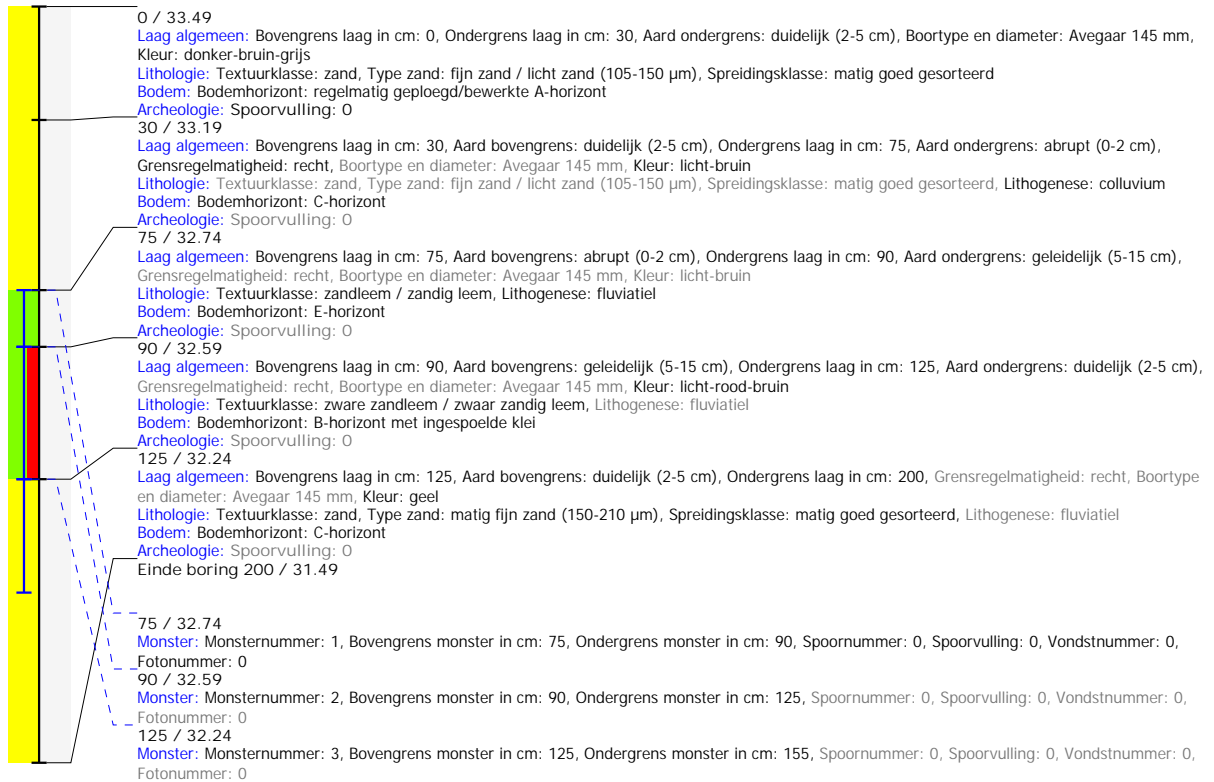 0 / 33.49
Laag algemeen: Bovengrens laag in cm: 0, Ondergrens laag in cm: 30, Aard ondergrens: duidelijk (2-5 cm), Boortype en diameter: Avegaar 145 mm,
Kleur: donker-bruin-grijs
Lithologie: Textuurklasse: zand, Type zand: fijn zand / licht zand (105-150 µm), Spreidingsklasse: matig goed gesorteerd
Bodem: Bodemhorizont: regelmatig geploegd/bewerkte A-horizont
Archeologie: Spoorvulling: 0
30 / 33.19
Laag algemeen: Bovengrens laag in cm: 30, Aard bovengrens: duidelijk (2-5 cm), Ondergrens laag in cm: 75, Aard ondergrens: abrupt (0-2 cm),
Grensregelmatigheid: recht, Boortype en diameter: Avegaar 145 mm, Kleur: licht-bruin
Lithologie: Textuurklasse: zand, Type zand: fijn zand / licht zand (105-150 µm), Spreidingsklasse: matig goed gesorteerd, Lithogenese: colluvium
Bodem: Bodemhorizont: C-horizont
Archeologie: Spoorvulling: 0
75 / 32.74
Laag algemeen: Bovengrens laag in cm: 75, Aard bovengrens: abrupt (0-2 cm), Ondergrens laag in cm: 90, Aard ondergrens: geleidelijk (5-15 cm),
Grensregelmatigheid: recht, Boortype en diameter: Avegaar 145 mm, Kleur: licht-bruin
Lithologie: Textuurklasse: zandleem / zandig leem, Lithogenese: fluviatiel
Bodem: Bodemhorizont: E-horizont
Archeologie: Spoorvulling: 0
90 / 32.59
Laag algemeen: Bovengrens laag in cm: 90, Aard bovengrens: geleidelijk (5-15 cm), Ondergrens laag in cm: 125, Aard ondergrens: duidelijk (2-5 cm),
Grensregelmatigheid: recht, Boortype en diameter: Avegaar 145 mm, Kleur: licht-rood-bruin
Lithologie: Textuurklasse: zware zandleem / zwaar zandig leem, Lithogenese: fluviatiel
Bodem: Bodemhorizont: B-horizont met ingespoelde klei
Archeologie: Spoorvulling: 0
125 / 32.24
Laag algemeen: Bovengrens laag in cm: 125, Aard bovengrens: duidelijk (2-5 cm), Ondergrens laag in cm: 200, Grensregelmatigheid: recht, Boortype
en diameter: Avegaar 145 mm, Kleur: geel
Lithologie: Textuurklasse: zand, Type zand: matig fijn zand (150-210 µm), Spreidingsklasse: matig goed gesorteerd, Lithogenese: fluviatiel
Bodem: Bodemhorizont: C-horizont
Archeologie: Spoorvulling: 0
Einde boring 200 / 31.49
75 / 32.74
Monster: Monsternummer: 1, Bovengrens monster in cm: 75, Ondergrens monster in cm: 90, Spoornummer: 0, Spoorvulling: 0, Vondstnummer: 0,
Fotonummer: 0
90 / 32.59
Monster: Monsternummer: 2, Bovengrens monster in cm: 90, Ondergrens monster in cm: 125, Spoornummer: 0, Spoorvulling: 0, Vondstnummer: 0,
Fotonummer: 0
125 / 32.24
Monster: Monsternummer: 3, Bovengrens monster in cm: 125, Ondergrens monster in cm: 155, Spoornummer: 0, Spoorvulling: 0, Vondstnummer: 0,
Fotonummer: 0